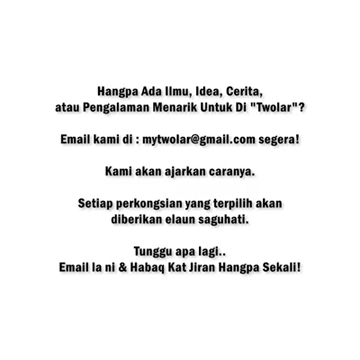 Hangpa Ada Ilmu, Idea, Cerita,
atau Pengalaman Menarik Untuk Di "Twolar"?
Email kami di : mytwolar@gmail.com segera!
Kami akan ajarkan caranya.
Setiap perkongsian yang terpilih akan
diberikan elaun saguhati.
Tunggu apa lagi..
Email la ni & Habaq Kat Jiran Hangpa Sekali!